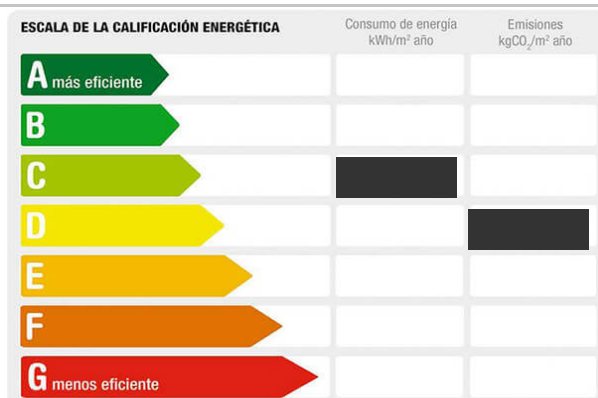 ESCALA DE LA CALIFICACIÓN ENERGÉTICA
Consumo de energía
kWh/m² año
Emisiones
kgCO₂/m² año
A más eficiente
B
C
D
E
F
G menos eficiente